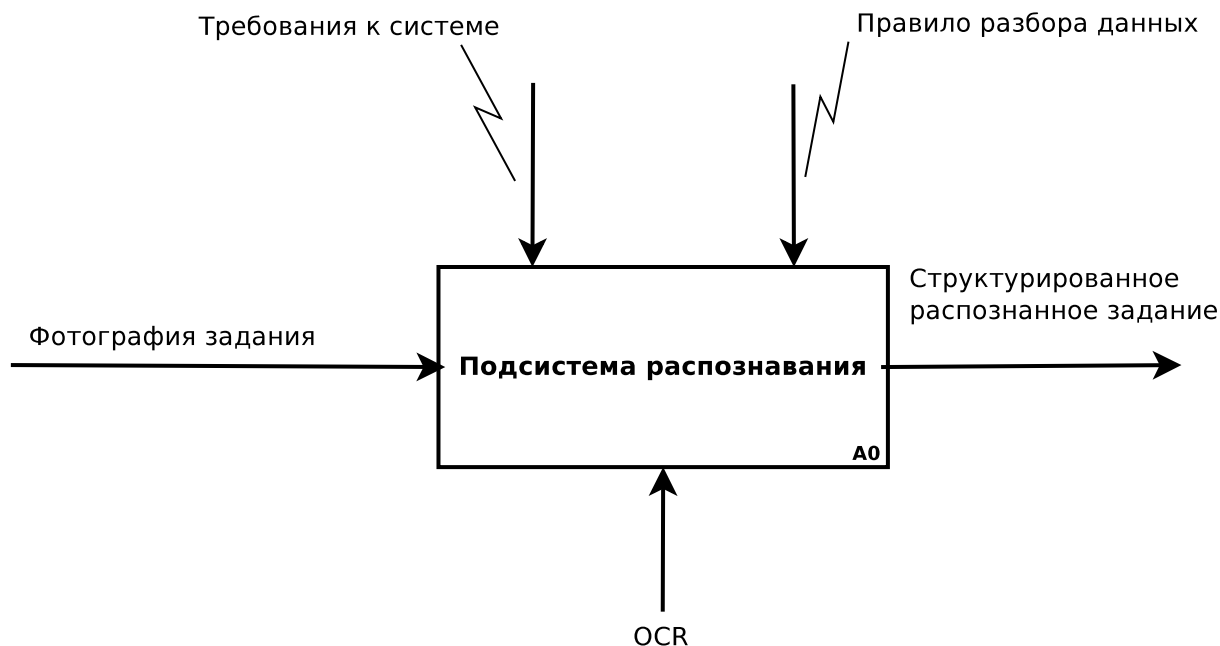 Требования к системе
Правило разбора данных
Структурированное
распознанное задание
Фотография задания
Подсистема распознавания
A0
OCR